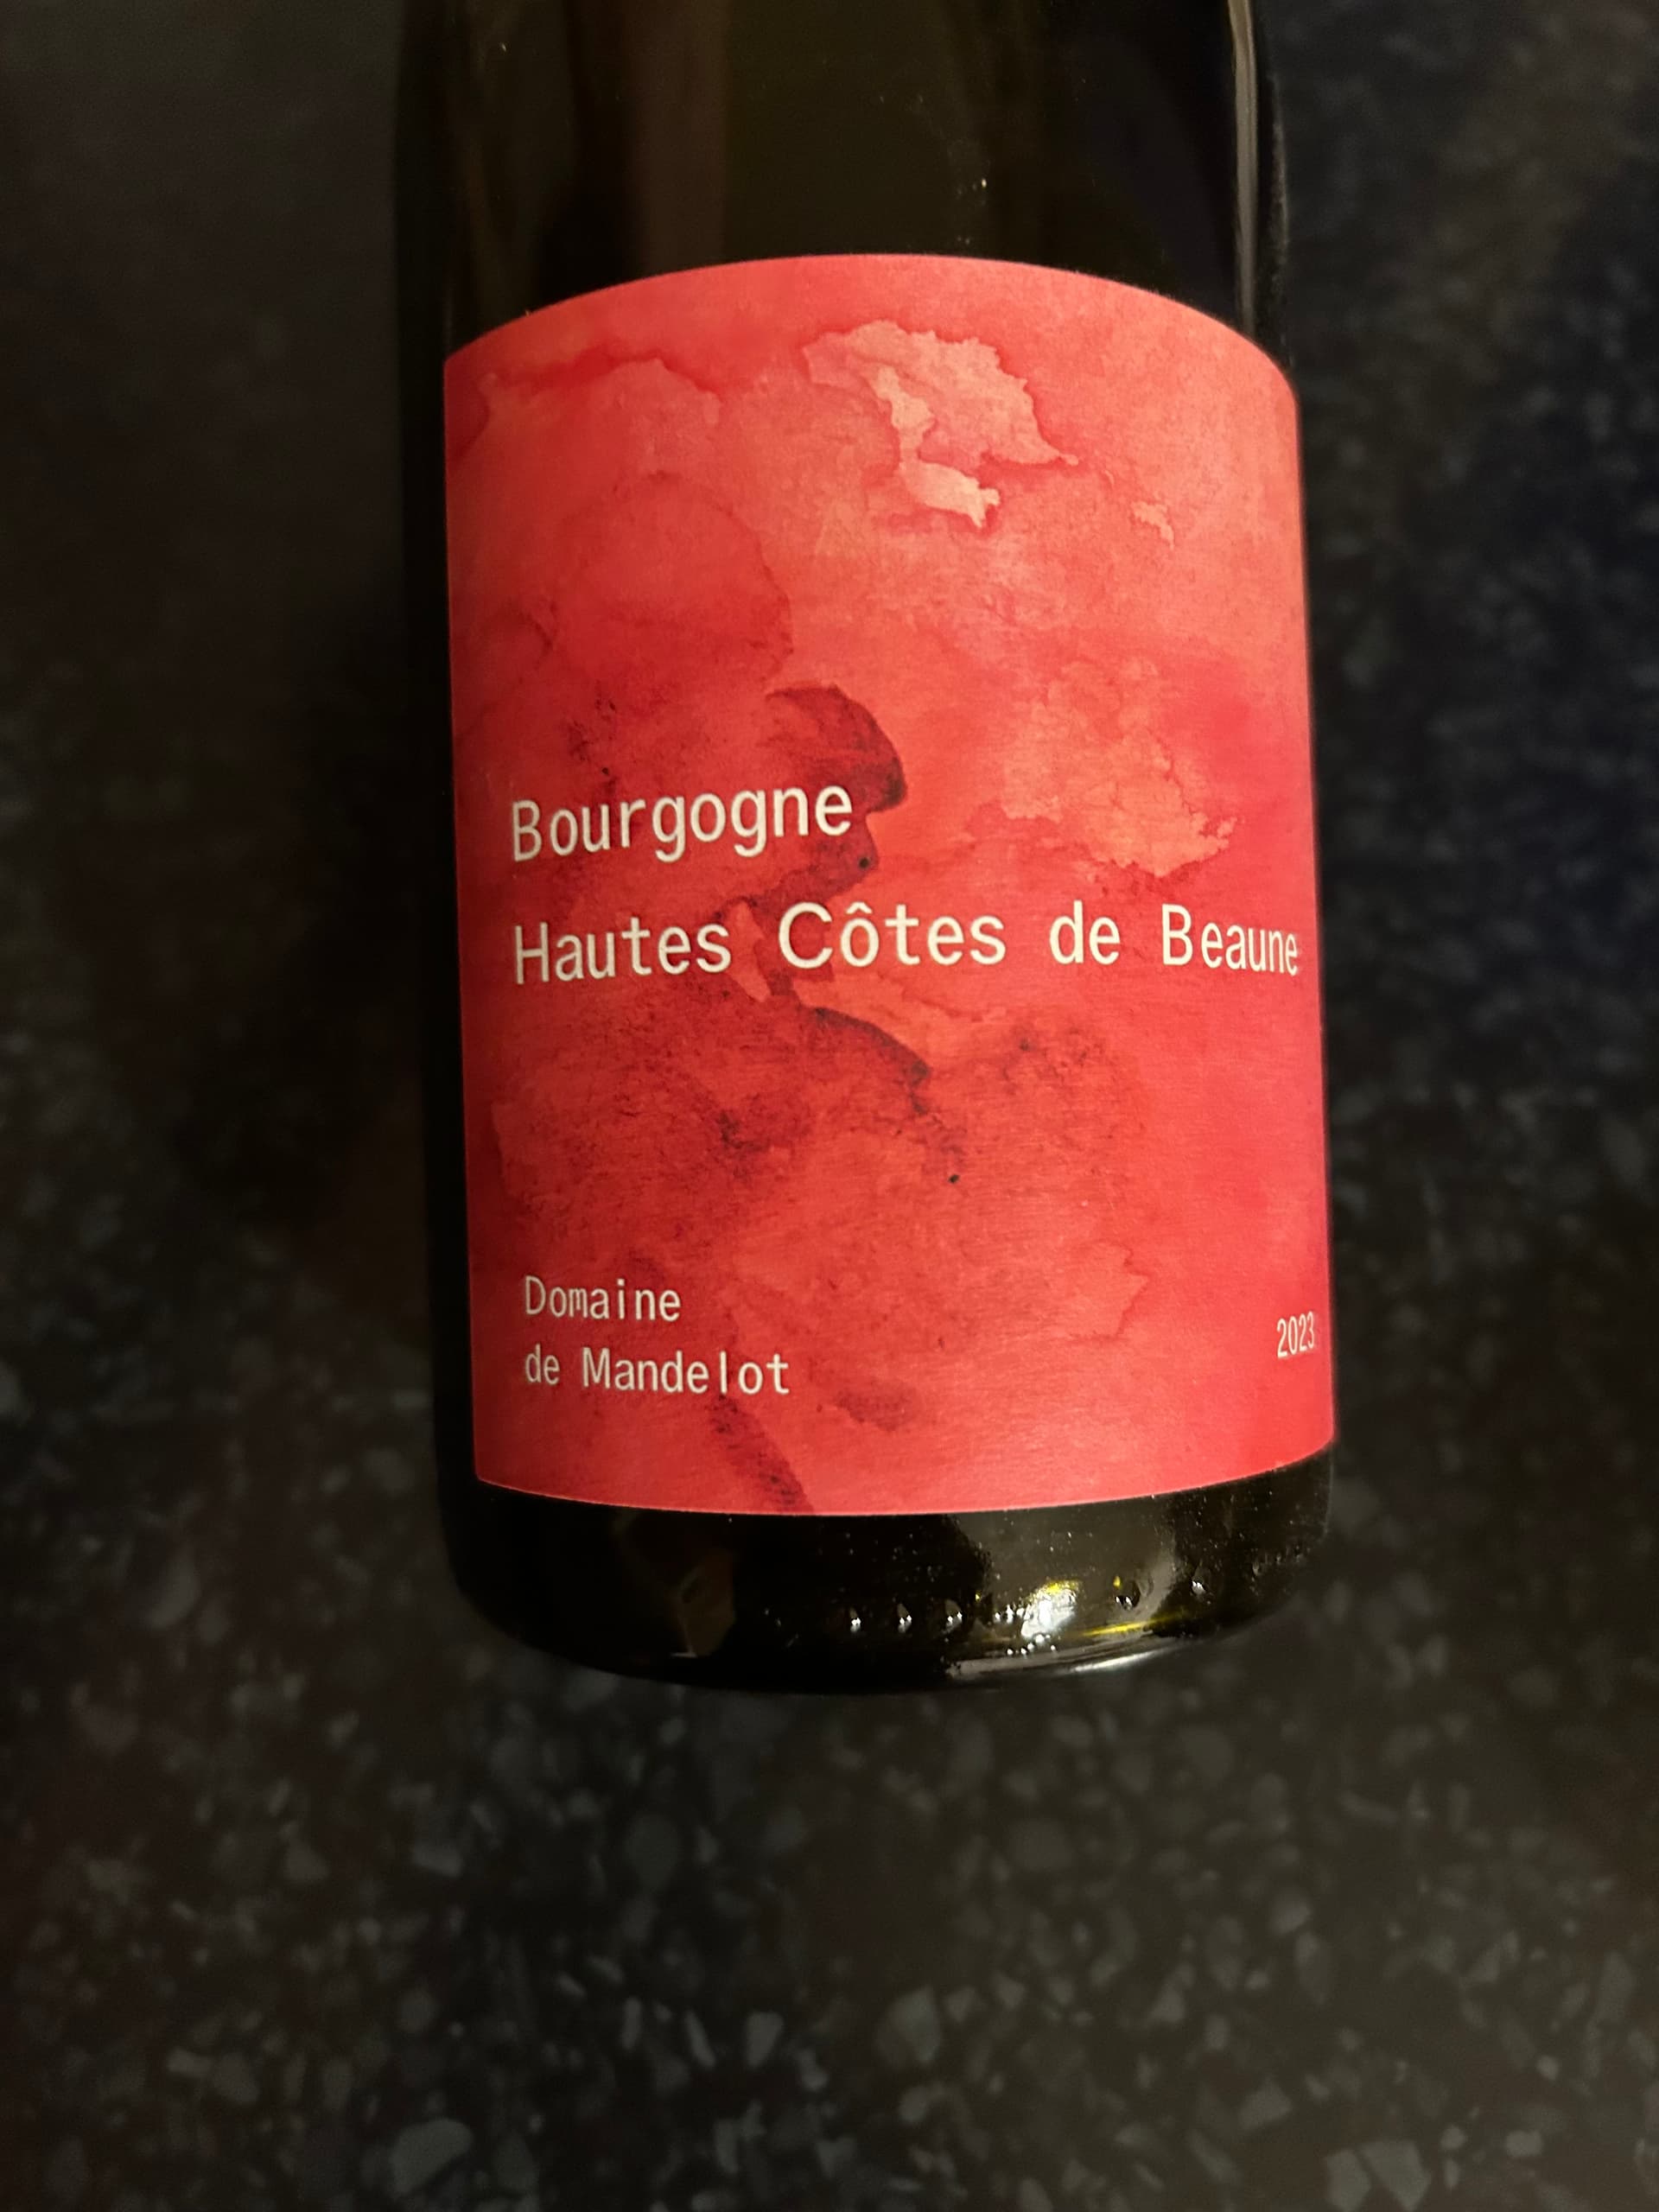 Bourgogne
Hautes Côtes de Beaune
Domaine
de Mandelot
2023